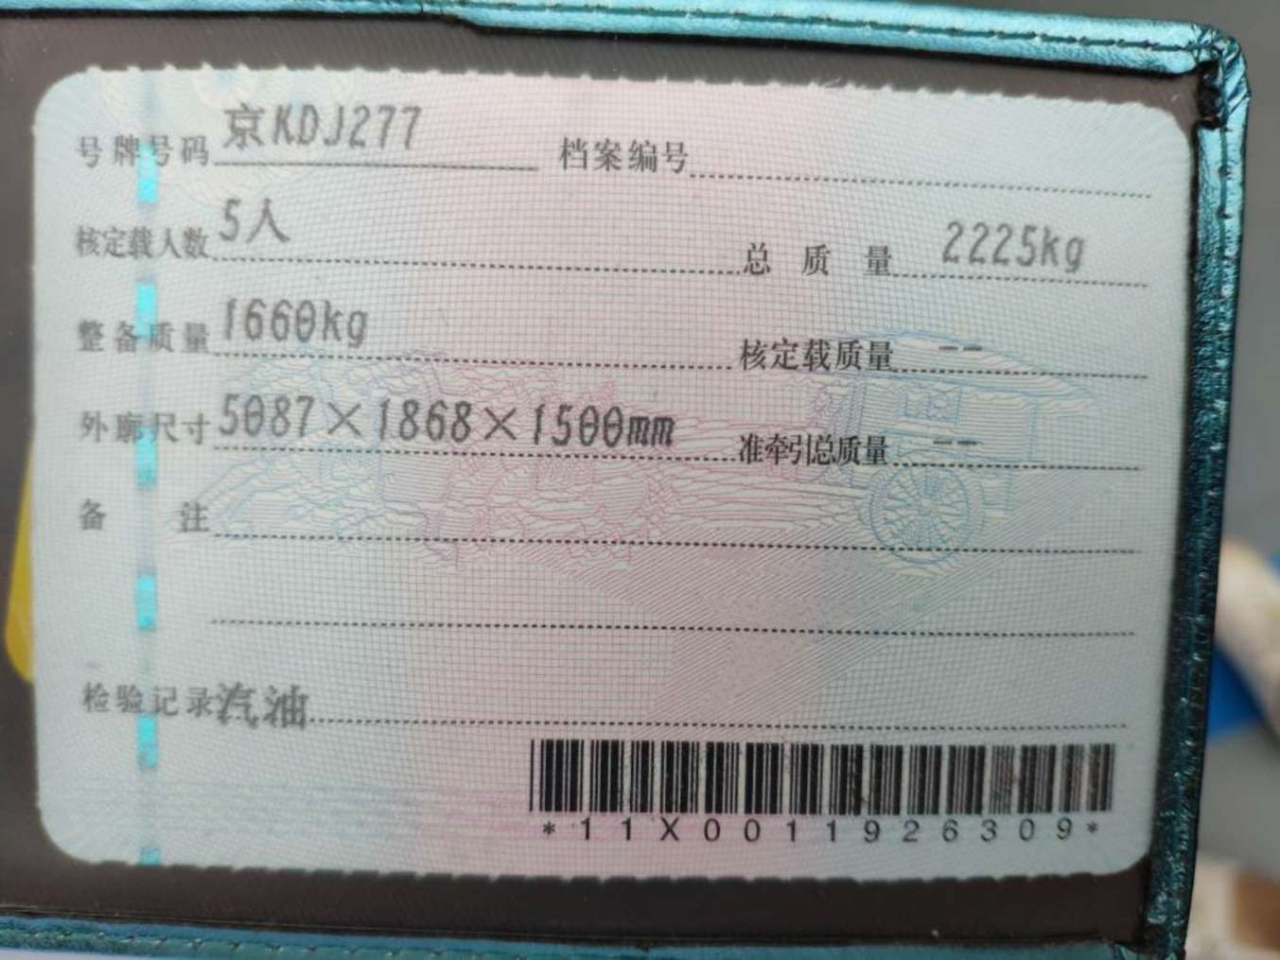 号牌号码 京KDJ277 档案编号
核定载人数 5人 总质量 2225kg
整备质量 1660kg 核定载质量 --
外廓尺寸 5087×1868×1500mm 准牵引总质量 --
备注
检验记录 汽油
*11X0011926309*